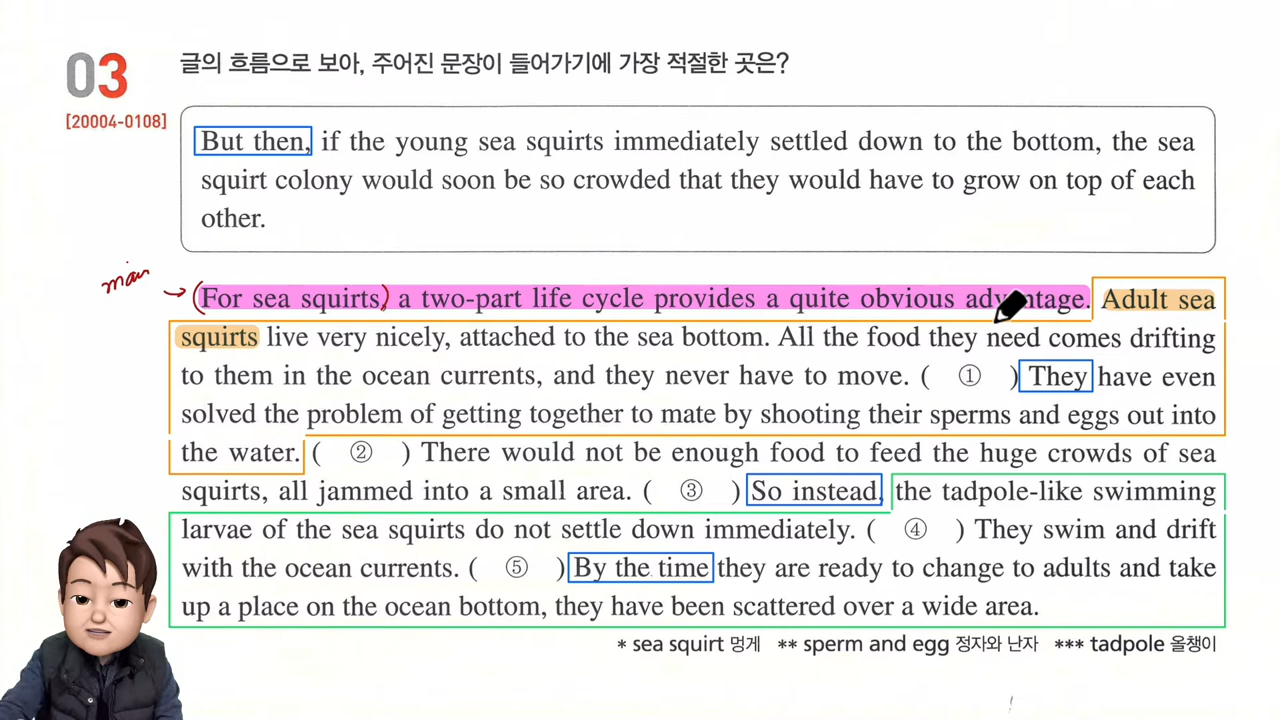 03
글의 흐름으로 보아, 주어진 문장이 들어가기에 가장 적절한 곳은?
[20004-0108]
But then, if the young sea squirts immediately settled down to the bottom, the sea
squirt colony would soon be so crowded that they would have to grow on top of each
other.
main
(For sea squirts,) a two-part life cycle provides a quite obvious advantage. Adult sea
squirts live very nicely, attached to the sea bottom. All the food they need comes drifting
to them in the ocean currents, and they never have to move. ( ① ) They have even
solved the problem of getting together to mate by shooting their sperms and eggs out into
the water. ( ② ) There would not be enough food to feed the huge crowds of sea
squirts, all jammed into a small area. ( ③ ) So instead, the tadpole-like swimming
larvae of the sea squirts do not settle down immediately. ( ④ ) They swim and drift
with the ocean currents. ( ⑤ ) By the time they are ready to change to adults and take
up a place on the ocean bottom, they have been scattered over a wide area.
* sea squirt 멍게 ** sperm and egg 정자와 난자 *** tadpole 올챙이